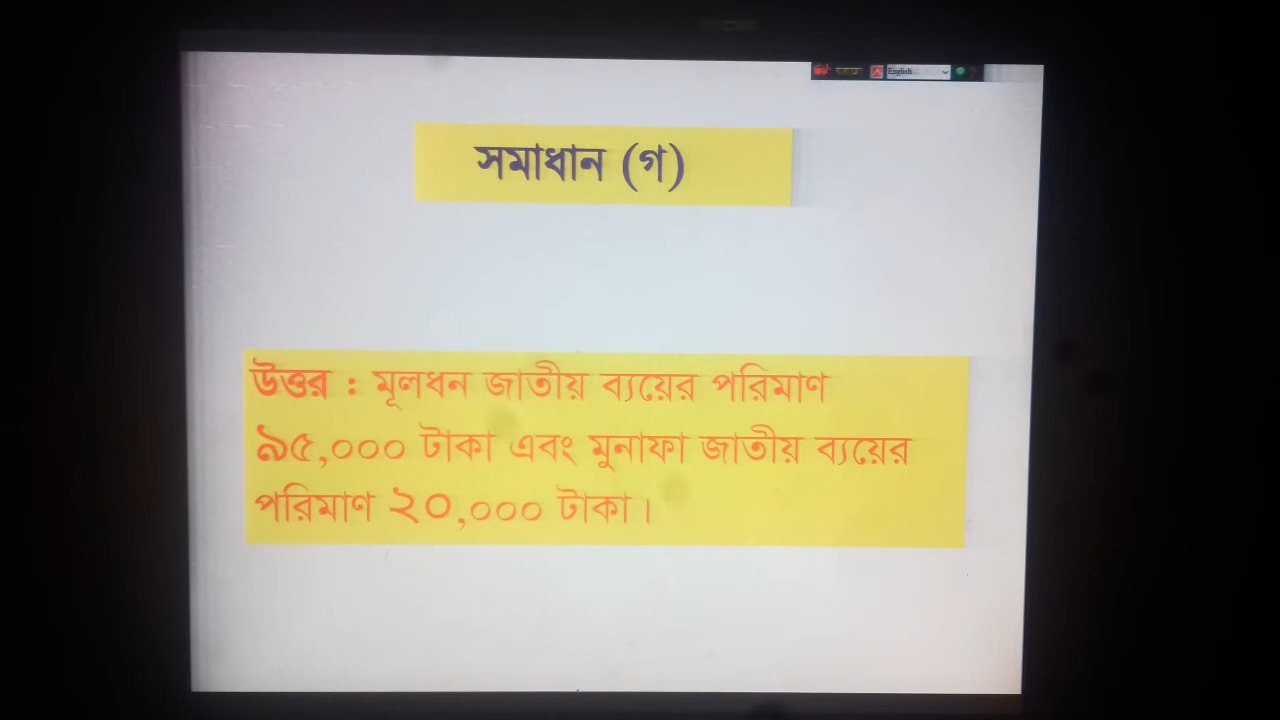 English
সমাধান (গ)
উত্তর : মূলধন জাতীয় ব্যয়ের পরিমাণ
৯৫,০০০ টাকা এবং মুনাফা জাতীয় ব্যয়ের
পরিমাণ ২০,০০০ টাকা।